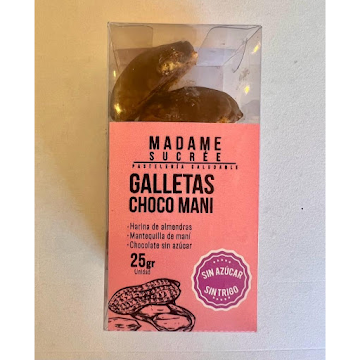 MADAME
SUCRÉE
PASTELERÍA SALUDABLE
GALLETAS
CHOCO MANI
-Harina de almendras
-Mantequilla de maní
-Chocolate sin azúcar
25gr
Unidad
SIN AZÚCAR
SIN TRIGO